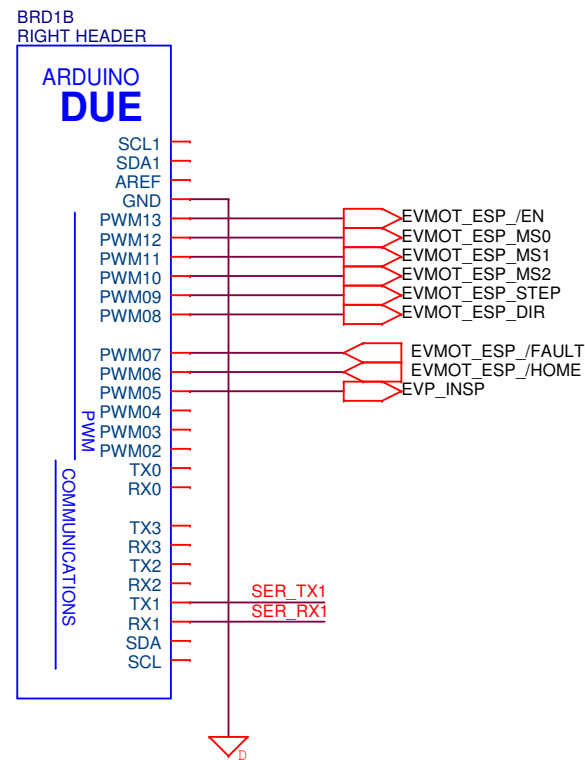 BRD1B
RIGHT HEADER
ARDUINO
DUE
SCL1
SDA1
AREF
GND
PWM13 EVMOT_ESP_/EN
PWM12 EVMOT_ESP_MS0
PWM11 EVMOT_ESP_MS1
PWM10 EVMOT_ESP_MS2
PWM09 EVMOT_ESP_STEP
PWM08 EVMOT_ESP_DIR
PWM07 EVMOT_ESP_/FAULT
PWM06 EVMOT_ESP_/HOME
PWM05 EVP_INSP
PWM04
PWM03
PWM02
PWM
TX0
RX0
TX3
RX3
TX2
RX2
TX1 SER_TX1
RX1 SER_RX1
SDA
SCL
COMMUNICATIONS
D